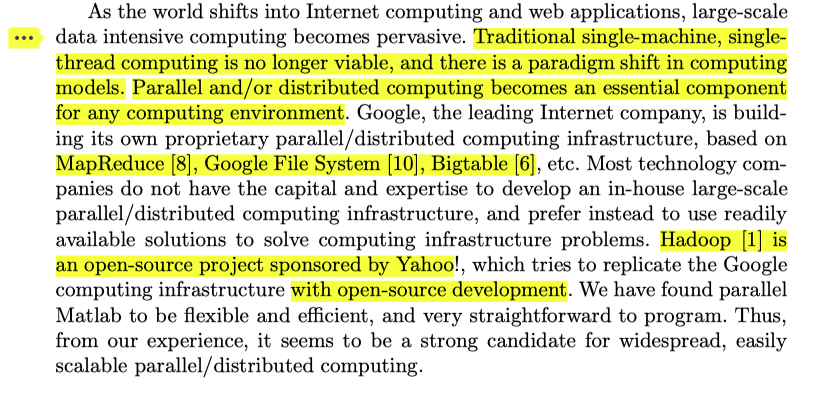 As the world shifts into Internet computing and web applications, large-scale
data intensive computing becomes pervasive. Traditional single-machine, single-
thread computing is no longer viable, and there is a paradigm shift in computing
models. Parallel and/or distributed computing becomes an essential component
for any computing environment. Google, the leading Internet company, is build-
ing its own proprietary parallel/distributed computing infrastructure, based on
MapReduce [8], Google File System [10], Bigtable [6], etc. Most technology com-
panies do not have the capital and expertise to develop an in-house large-scale
parallel/distributed computing infrastructure, and prefer instead to use readily
available solutions to solve computing infrastructure problems. Hadoop [1] is
an open-source project sponsored by Yahoo!, which tries to replicate the Google
computing infrastructure with open-source development. We have found parallel
Matlab to be flexible and efficient, and very straightforward to program. Thus,
from our experience, it seems to be a strong candidate for widespread, easily
scalable parallel/distributed computing.